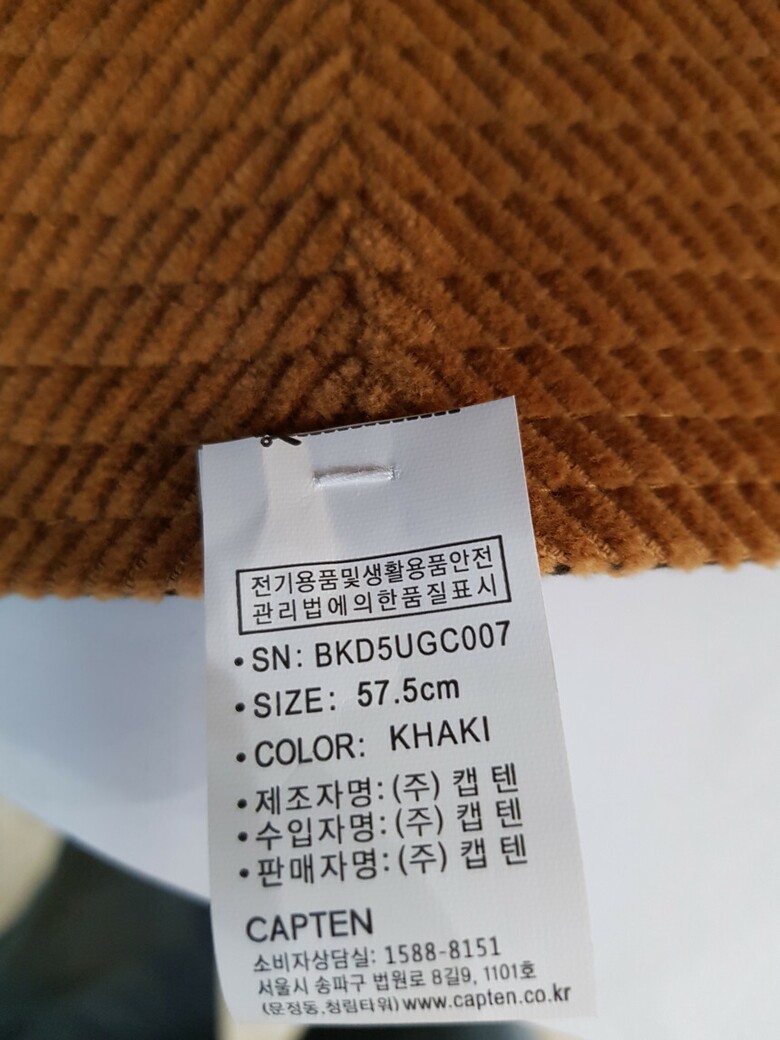 전기용품및생활용품안전
관리법에의한품질표시
• SN: BKD5UGC007
• SIZE: 57.5cm
• COLOR: KHAKI
• 제조자명: (주) 캡 텐
• 수입자명: (주) 캡 텐
• 판매자명: (주) 캡 텐
CAPTEN
소비자상담실: 1588-8151
서울시 송파구 법원로 8길9, 1101호
(문정동,청림타워) www.capten.co.kr